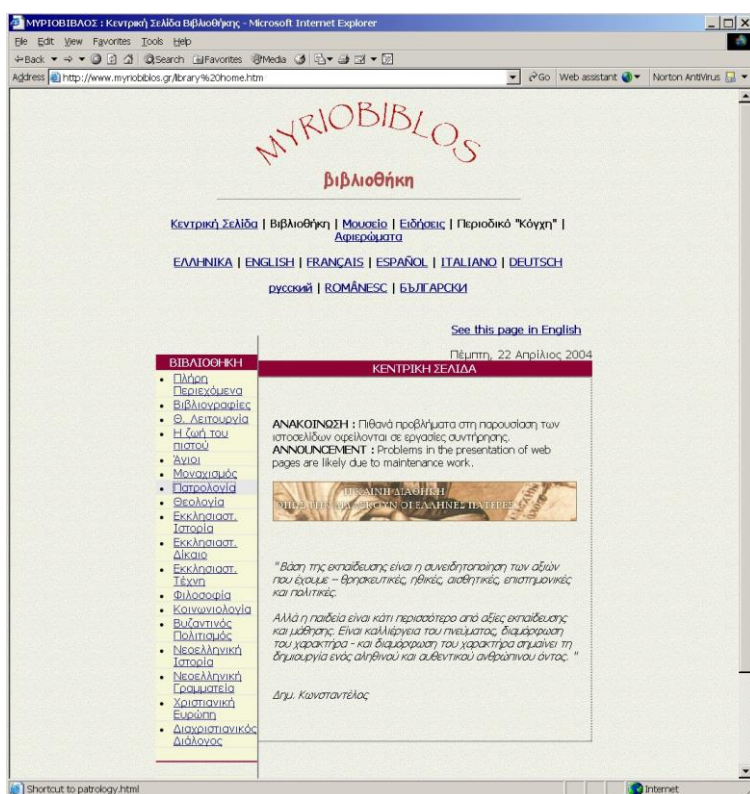 ΜΥΡΙΟΒΙΒΛΟΣ : Κεντρική Σελίδα Βιβλιοθήκης - Microsoft Internet Explorer
File Edit View Favorites Tools Help
Back Search Favorites Media
Address http://www.myriobiblos.gr/library%20home.htm Go Web assistant Norton AntiVirus
MYRIOBIBLOS
βιβλιοθήκη
Κεντρική Σελίδα | Βιβλιοθήκη | Μουσείο | Ειδήσεις | Περιοδικό "Κόγχη" |
Αφιερώματα
ΕΛΛΗΝΙΚΑ | ENGLISH | FRANÇAIS | ESPAÑOL | ITALIANO | DEUTSCH
русский | ROMÂNESC | БЪЛГАРСКИ
See this page in English
Πέμπτη, 22 Απρίλιος 2004
ΒΙΒΛΙΟΘΗΚΗ
Πλήρη
Περιεχόμενα
Βιβλιογραφίες
Θ. Λειτουργία
Η ζωή του
πιστού
Άγιοι
Μοναχισμός
Πατρολογία
Θεολογία
Εκκλησιαστ.
Ιστορία
Εκκλησιαστ.
Δίκαιο
Εκκλησιαστ.
Τέχνη
Φιλοσοφία
Κοινωνιολογία
Βυζαντινός
Πολιτισμός
Νεοελληνική
Ιστορία
Νεοελληνική
Γραμματεία
Χριστιανική
Ευρώπη
Διαχριστιανικός
Διάλογος
ΚΕΝΤΡΙΚΗ ΣΕΛΙΔΑ
ΑΝΑΚΟΙΝΩΣΗ : Πιθανά προβλήματα στη παρουσίαση των
ιστοσελίδων οφείλονται σε εργασίες συντήρησης.
ANNOUNCEMENT : Problems in the presentation of web
pages are likely due to maintenance work.
Η ΚΑΙΝΗ ΔΙΑΘΗΚΗ
ΟΠΩΣ ΤΗΝ ΔΙΔΑΣΚΟΥΝ ΟΙ ΕΛΛΗΝΕΣ ΠΑΤΕΡΕΣ
"Βάση της εκπαίδευσης είναι η συνειδητοποίηση των αξιών
που έχουμε – θρησκευτικές, ηθικές, αισθητικές, επιστημονικές
και πολιτικές.
Αλλά η παιδεία είναι κάτι περισσότερο από αξίες εκπαίδευσης
και μάθησης. Είναι καλλιέργεια του πνεύματος, διαμόρφωση
του χαρακτήρα - και διαμόρφωση του χαρακτήρα σημαίνει τη
δημιουργία ενός αληθινού και αυθεντικού ανθρώπινου όντος. "
Δημ. Κωνσταντέλος
Shortcut to patrology.html Internet